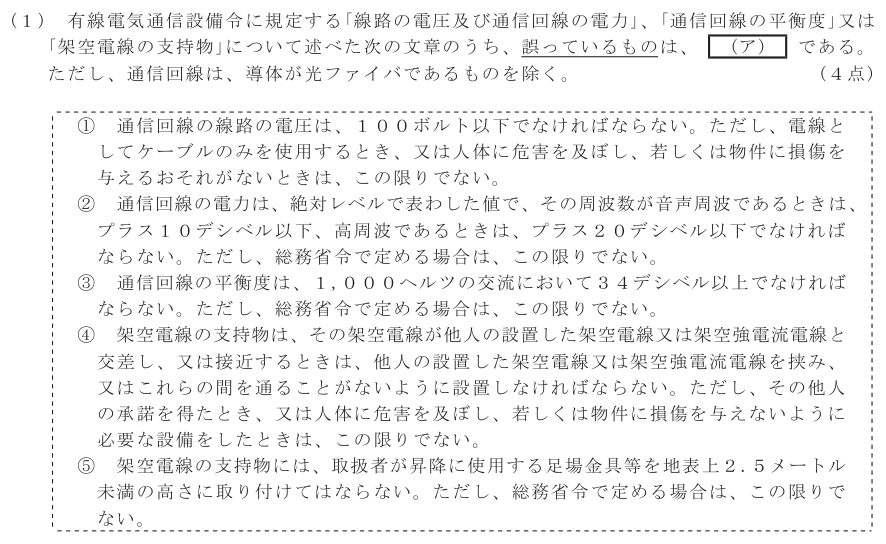 (1) 有線電気通信設備令に規定する「線路の電圧及び通信回線の電力」、「通信回線の平衡度」又は
「架空電線の支持物」について述べた次の文章のうち、誤っているものは、 (ア) である。
ただし、通信回線は、導体が光ファイバであるものを除く。 (4点)
① 通信回線の線路の電圧は、100ボルト以下でなければならない。ただし、電線と
してケーブルのみを使用するとき、又は人体に危害を及ぼし、若しくは物件に損傷を
与えるおそれがないときは、この限りでない。
② 通信回線の電力は、絶対レベルで表わした値で、その周波数が音声周波であるときは、
プラス10デシベル以下、高周波であるときは、プラス20デシベル以下でなければ
ならない。ただし、総務省令で定める場合は、この限りでない。
③ 通信回線の平衡度は、1,000ヘルツの交流において34デシベル以上でなければ
ならない。ただし、総務省令で定める場合は、この限りでない。
④ 架空電線の支持物は、その架空電線が他人の設置した架空電線又は架空強電流電線と
交差し、又は接近するときは、他人の設置した架空電線又は架空強電流電線を挟み、
又はこれらの間を通ることがないように設置しなければならない。ただし、その他人
の承諾を得たとき、又は人体に危害を及ぼし、若しくは物件に損傷を与えないように
必要な設備をしたときは、この限りでない。
⑤ 架空電線の支持物には、取扱者が昇降に使用する足場金具等を地表上2.5メートル
未満の高さに取り付けてはならない。ただし、総務省令で定める場合は、この限りで
ない。